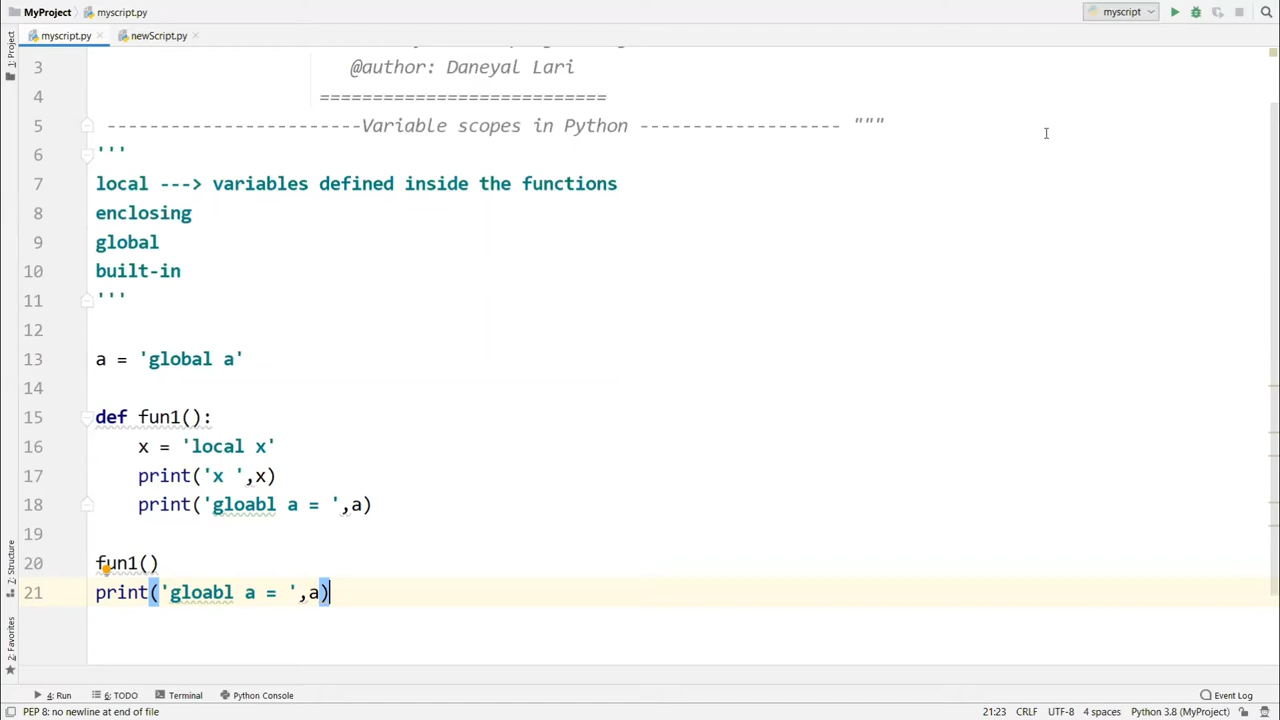 MyProject myscript.py
myscript
myscript.py newScript.py
1: Project
3 @author: Daneyal Lari
4 ===========================
5 ------------------------Variable scopes in Python ------------------- """
6 '''
7 local ---> variables defined inside the functions
8 enclosing
9 global
10 built-in
11 '''
12
13 a = 'global a'
14
15 def fun1():
16 x = 'local x'
17 print('x ',x)
18 print('gloabl a = ',a)
19
20 fun1()
21 print('gloabl a = ',a)
7: Structure
2: Favorites
4: Run 6: TODO Terminal Python Console Event Log
PEP 8: no newline at end of file 21:23 CRLF UTF-8 4 spaces Python 3.8 (MyProject)